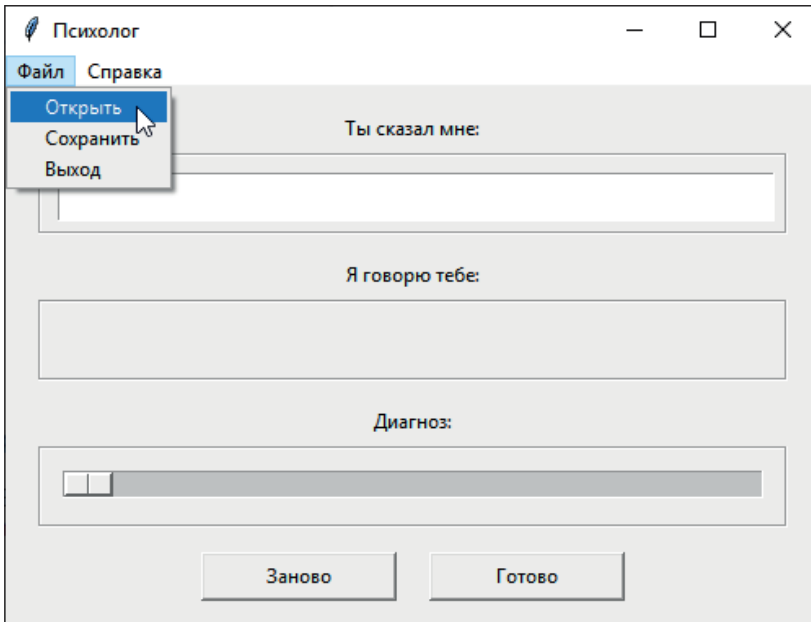 Психолог
Файл Справка
Открыть
Сохранить
Выход
Ты сказал мне:
Я говорю тебе:
Диагноз:
Заново Готово